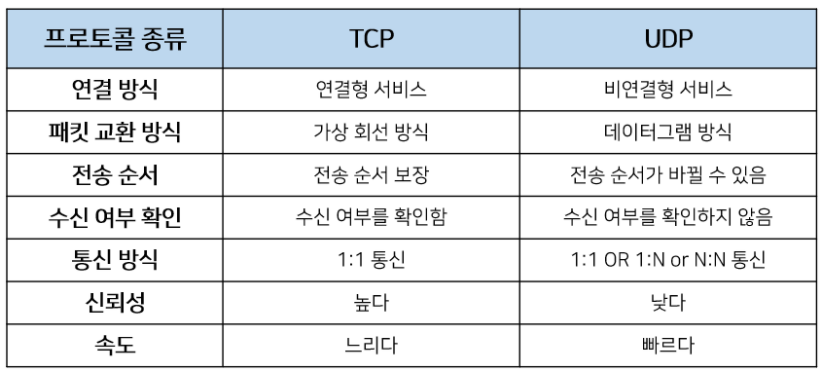 프로토콜 종류 TCP UDP
연결 방식 연결형 서비스 비연결형 서비스
패킷 교환 방식 가상 회선 방식 데이터그램 방식
전송 순서 전송 순서 보장 전송 순서가 바뀔 수 있음
수신 여부 확인 수신 여부를 확인함 수신 여부를 확인하지 않음
통신 방식 1:1 통신 1:1 OR 1:N or N:N 통신
신뢰성 높다 낮다
속도 느리다 빠르다